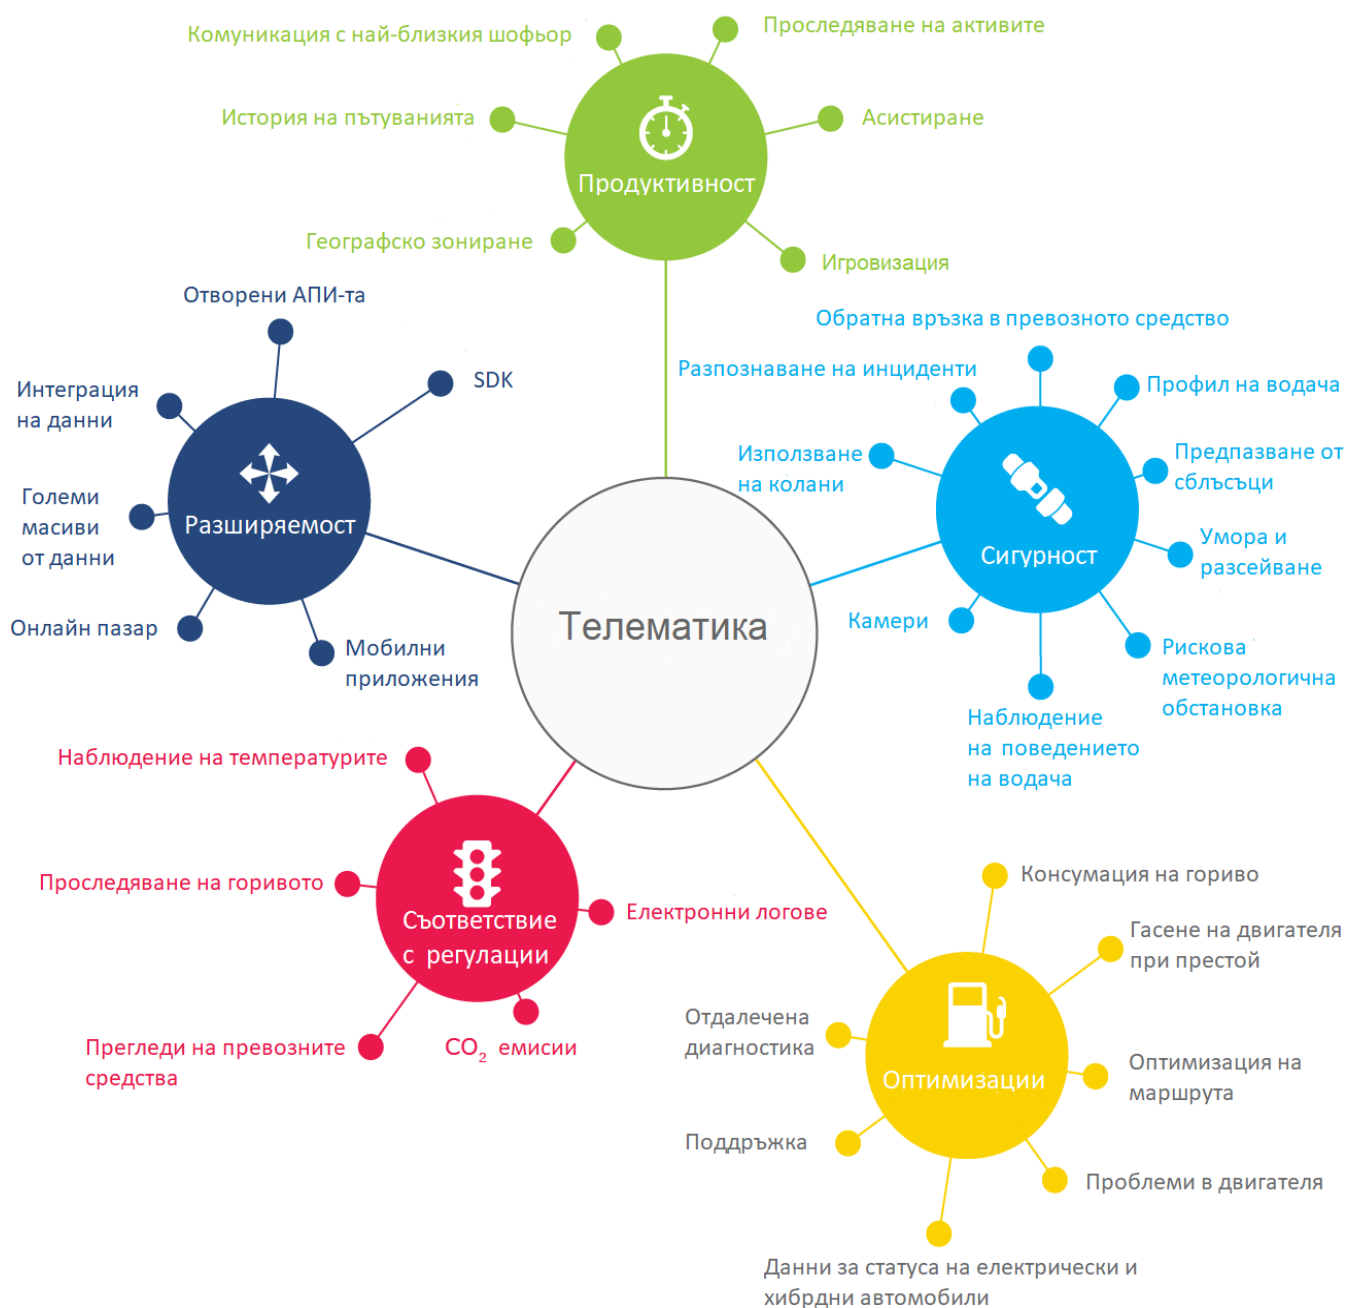 Комуникация с най-близкия шофьор
Проследяване на активите
История на пътуванията
Асистиране
Продуктивност
Географско зониране
Игровизация
Отворени АПИ-та
SDK
Интеграция
на данни
Големи
масиви
от данни
Разширяемост
Онлайн пазар
Мобилни
приложения
Обратна връзка в превозното средство
Разпознаване на инциденти
Профил на водача
Използване
на колани
Предпазване от
сблъсъци
Сигурност
Умора и
разсейване
Камери
Рискова
метеорологична
обстановка
Наблюдение
на поведението
на водача
Телематика
Наблюдение на температурите
Проследяване на горивото
Съответствие
с регулации
Електронни логове
Прегледи на превозните
средства
CO₂ емисии
Консумация на гориво
Гасене на двигателя
при престой
Отдалечена
диагностика
Оптимизации
Оптимизация на
маршрута
Поддръжка
Проблеми в двигателя
Данни за статуса на електрически и
хибрдни автомобили